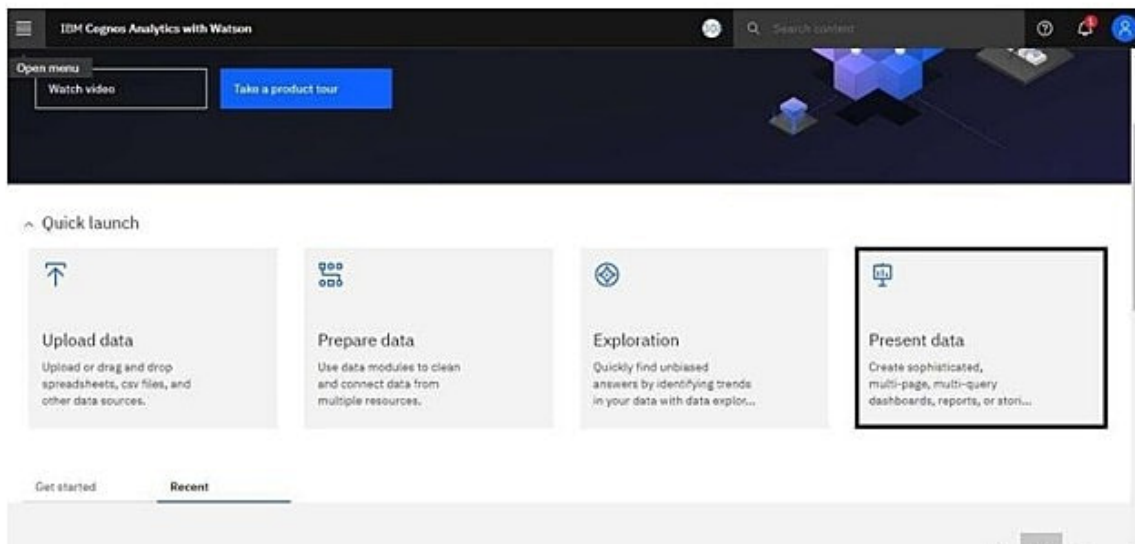 IBM Cognos Analytics with Watson
Search content
1
Open menu
Watch video
Take a product tour
Quick launch
Upload data
Upload or drag and drop
spreadsheets, csv files, and
other data sources.
Prepare data
Use data modules to clean
and connect data from
multiple resources.
Exploration
Quickly find unbiased
answers by identifying trends
in your data with data explor...
Present data
Create sophisticated,
multi-page, multi-query
dashboards, reports, or stori...
Get started
Recent